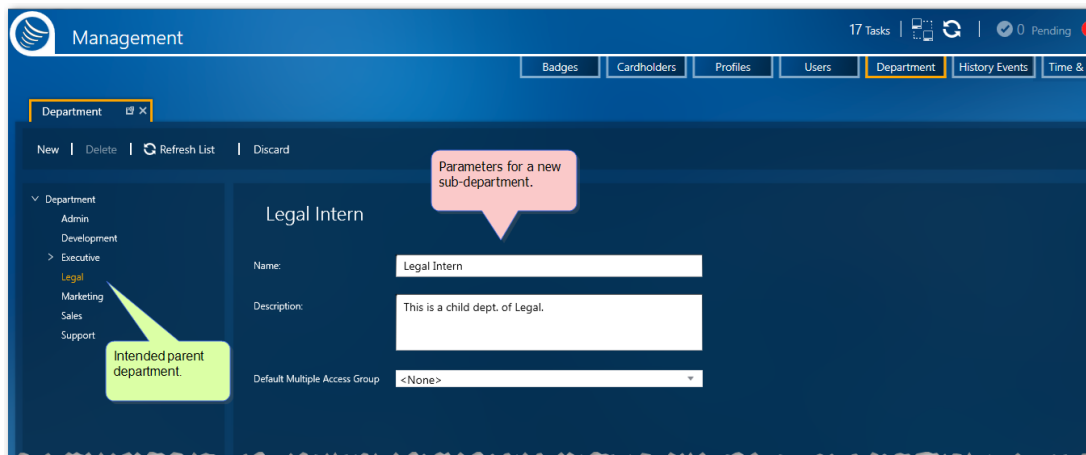 Management
17 Tasks | | 0 Pending
Badges Cardholders Profiles Users Department History Events Time &
Department
New | Delete | Refresh List | Discard
Parameters for a new
sub-department.
Department
Admin
Development
Executive
Legal
Marketing
Sales
Support
Intended parent
department.
Legal Intern
Name: Legal Intern
Description: This is a child dept. of Legal.
Default Multiple Access Group <None>